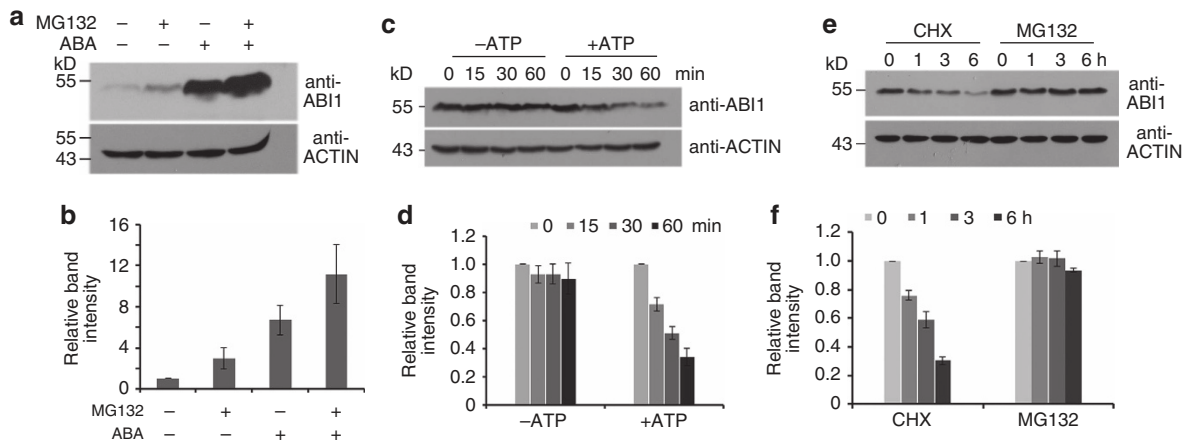 a
MG132 – + – +
ABA – – + +
kD
55
anti-
ABI1
55
43
anti-
ACTIN
b
Relative band
intensity
16
12
8
4
0
MG132 – + – +
ABA – – + +
c
–ATP +ATP
kD 0 15 30 60 0 15 30 60 min
55 anti-ABI1
43 anti-ACTIN
d
0 15 30 60 min
Relative band
intensity
1.2
1.0
0.8
0.6
0.4
0.2
0
–ATP +ATP
e
CHX MG132
kD 0 1 3 6 0 1 3 6 h
55
anti-
ABI1
43
anti-
ACTIN
f
0 1 3 6 h
Relative band
intensity
1.2
1.0
0.8
0.6
0.4
0.2
0
CHX MG132